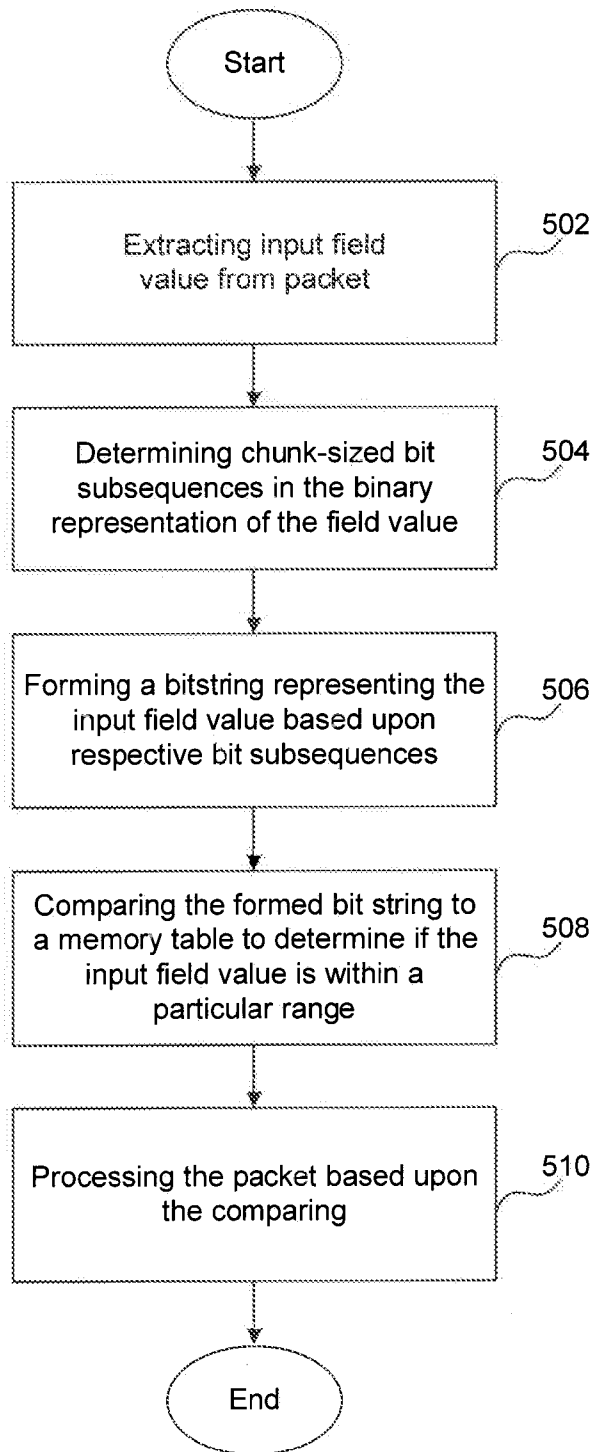 Start
Extracting input field
value from packet
502
Determining chunk-sized bit
subsequences in the binary
representation of the field value
504
Forming a bitstring representing the
input field value based upon
respective bit subsequences
506
Comparing the formed bit string to
a memory table to determine if the
input field value is within a
particular range
508
Processing the packet based upon
the comparing
510
End